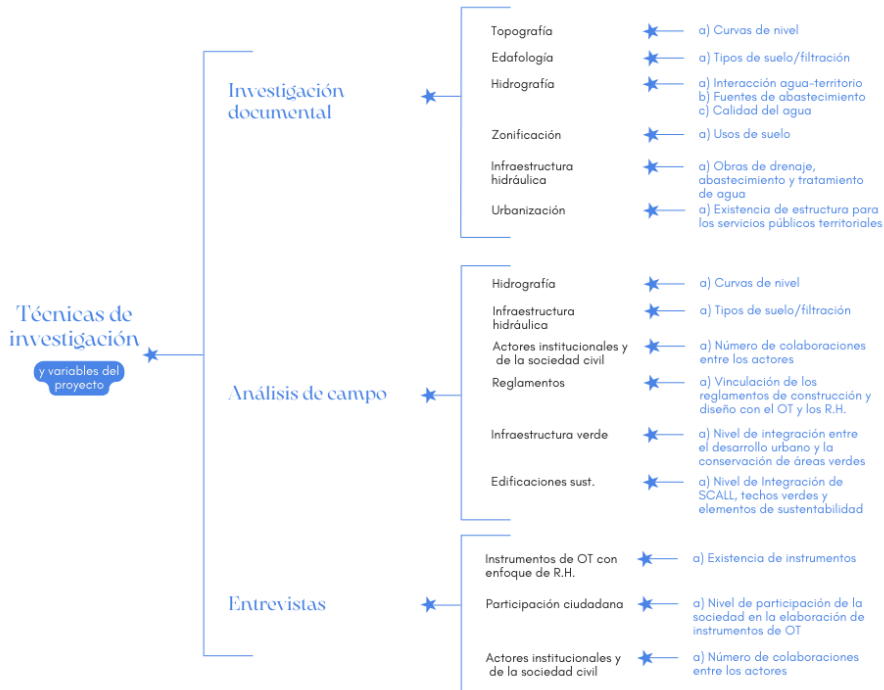 Técnicas de
investigación
y variables del
proyecto
Investigación
documental
Topografía
a) Curvas de nivel
Edafología
a) Tipos de suelo/filtración
Hidrografía
a) Interacción agua-territorio
b) Fuentes de abastecimiento
c) Calidad del agua
Zonificación
a) Usos de suelo
Infraestructura
hidráulica
a) Obras de drenaje,
abastecimiento y tratamiento
de agua
Urbanización
a) Existencia de estructura para
los servicios públicos territoriales
Análisis de campo
Hidrografía
a) Curvas de nivel
Infraestructura
hidráulica
a) Tipos de suelo/filtración
Actores institucionales y
de la sociedad civil
a) Número de colaboraciones
entre los actores
Reglamentos
a) Vinculación de los
reglamentos de construcción y
diseño con el OT y los R.H.
Infraestructura verde
a) Nivel de integración entre
el desarrollo urbano y la
conservación de áreas verdes
Edificaciones sust.
a) Nivel de Integración de
SCALL, techos verdes y
elementos de sustentabilidad
Entrevistas
Instrumentos de OT con
enfoque de R.H.
a) Existencia de instrumentos
Participación ciudadana
a) Nivel de participación de la
sociedad en la elaboración de
instrumentos de OT
Actores institucionales y
de la sociedad civil
a) Número de colaboraciones
entre los actores